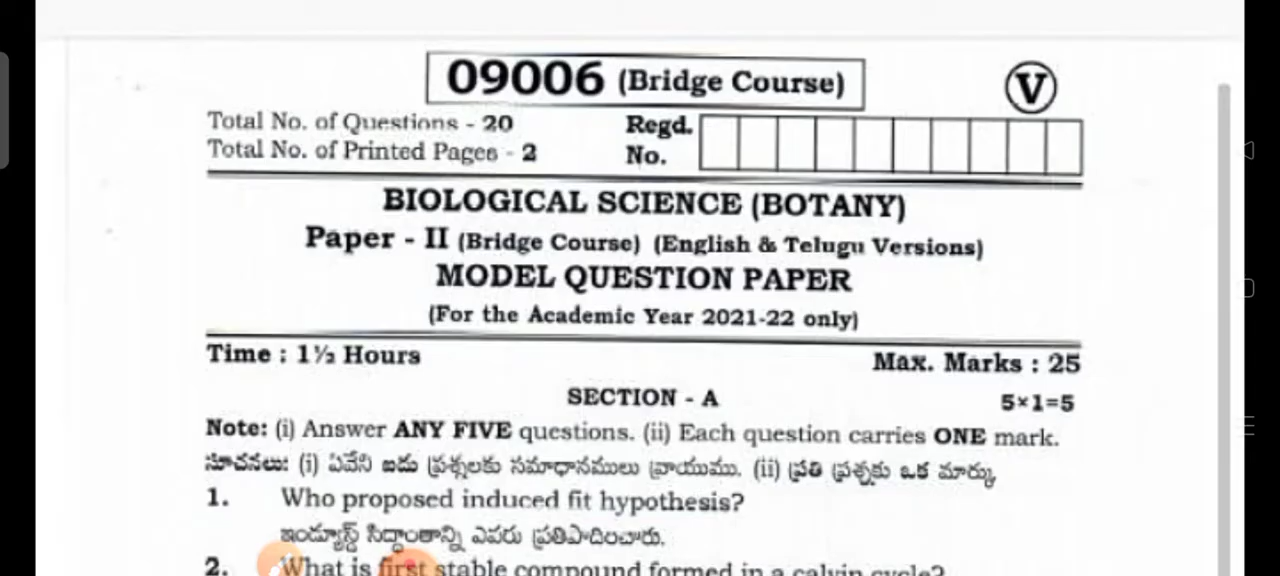 09006 (Bridge Course)
V
Total No. of Questions - 20
Total No. of Printed Pages - 2
Regd.
No.
BIOLOGICAL SCIENCE (BOTANY)
Paper - II (Bridge Course) (English & Telugu Versions)
MODEL QUESTION PAPER
(For the Academic Year 2021-22 only)
Time : 1½ Hours
Max. Marks : 25
SECTION - A
5×1=5
Note: (i) Answer ANY FIVE questions. (ii) Each question carries ONE mark.
సూచనలు: (i) ఏవేని ఐదు ప్రశ్నలకు సమాధానములు వ్రాయుము. (ii) ప్రతి ప్రశ్నకు ఒక మార్కు
1. Who proposed induced fit hypothesis?
ఇండ్యూస్డ్ సిద్ధాంతాన్ని ఎవరు ప్రతిపాదించారు.
2. What is first stable compound formed in a calvin cycle?